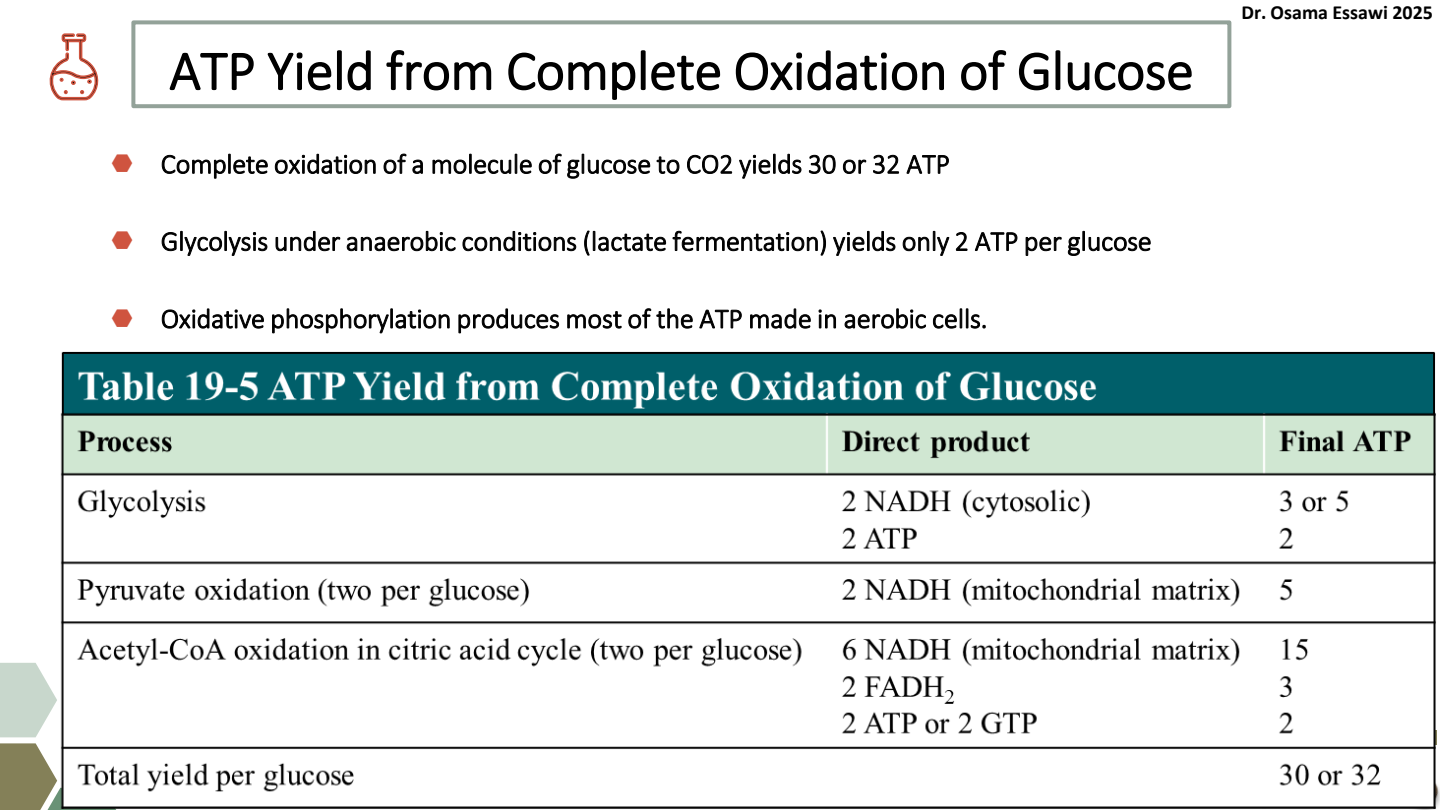 Dr. Osama Essawi 2025
ATP Yield from Complete Oxidation of Glucose
Complete oxidation of a molecule of glucose to CO2 yields 30 or 32 ATP
Glycolysis under anaerobic conditions (lactate fermentation) yields only 2 ATP per glucose
Oxidative phosphorylation produces most of the ATP made in aerobic cells.
Table 19-5 ATP Yield from Complete Oxidation of Glucose
Process Direct product Final ATP
Glycolysis 2 NADH (cytosolic) 3 or 5
2 ATP 2
Pyruvate oxidation (two per glucose) 2 NADH (mitochondrial matrix) 5
Acetyl-CoA oxidation in citric acid cycle (two per glucose) 6 NADH (mitochondrial matrix) 15
2 FADH₂ 3
2 ATP or 2 GTP 2
Total yield per glucose 30 or 32